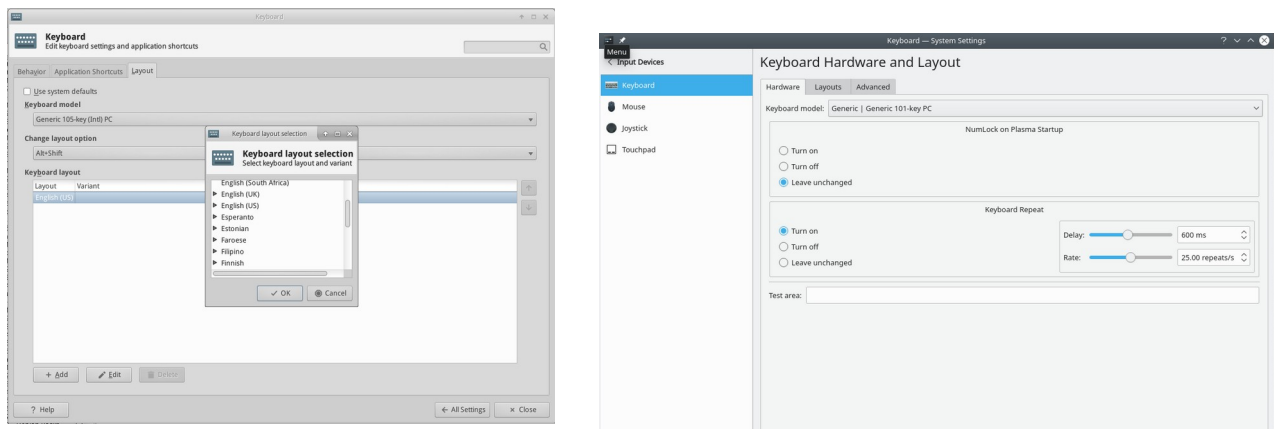 Keyboard
Keyboard
Edit keyboard settings and application shortcuts
Behavior Application Shortcuts Layout
Use system defaults
Keyboard model
Generic 105-key (Intl) PC
Change layout option
Alt+Shift
Keyboard layout
Layout Variant
English (US)
Keyboard layout selection
Keyboard layout selection
Select keyboard layout and variant
English (South Africa)
English (UK)
English (US)
Esperanto
Estonian
Faroese
Filipino
Finnish
OK Cancel
Add Edit Delete
? Help All Settings Close
Keyboard — System Settings
Menu
Input Devices
Keyboard
Mouse
Joystick
Touchpad
Keyboard Hardware and Layout
Hardware Layouts Advanced
Keyboard model: Generic | Generic 101-key PC
NumLock on Plasma Startup
Turn on
Turn off
Leave unchanged
Keyboard Repeat
Turn on
Turn off
Leave unchanged
Delay: 600 ms
Rate: 25.00 repeats/s
Test area: